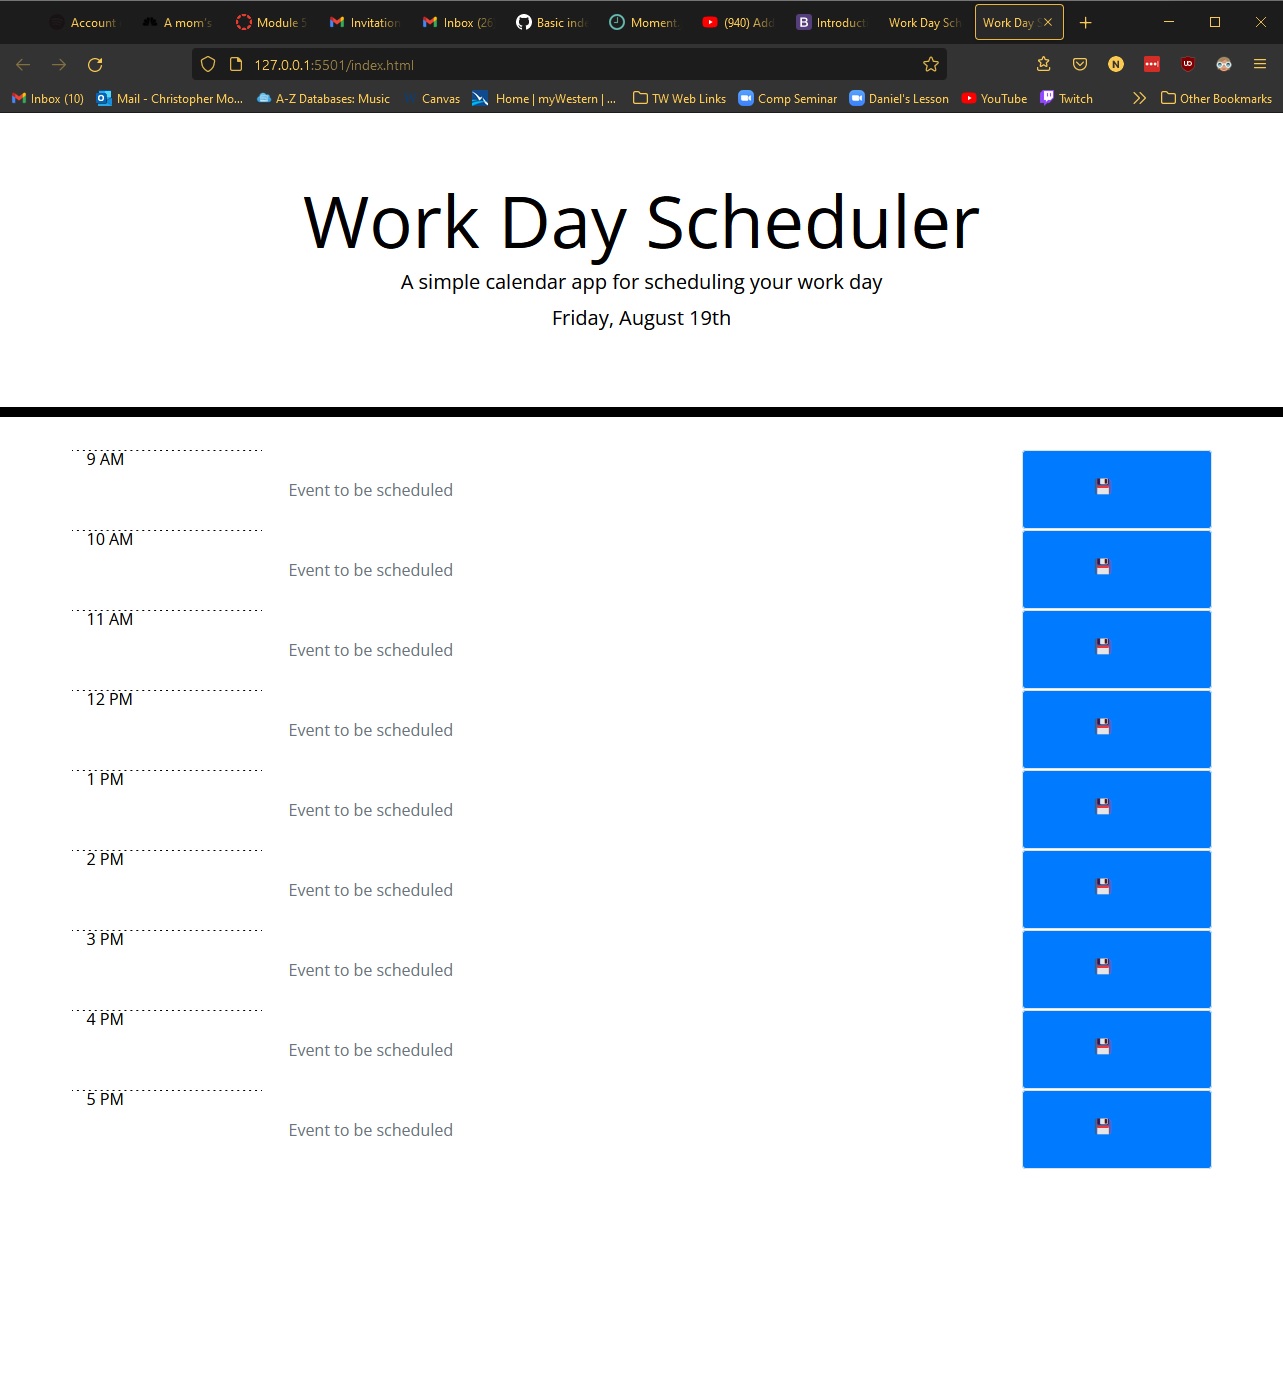 Account
A mom's
Module 5
Invitation
Inbox (26
Basic ind
Moment.
(940) Add
Introduct
Work Day Sch
Work Day S
127.0.0.1:5501/index.html
Inbox (10)
Mail - Christopher Mo...
A-Z Databases: Music
Canvas
Home | myWestern | ...
TW Web Links
Comp Seminar
Daniel's Lesson
YouTube
Twitch
Other Bookmarks
Work Day Scheduler
A simple calendar app for scheduling your work day
Friday, August 19th
9 AM
Event to be scheduled
10 AM
Event to be scheduled
11 AM
Event to be scheduled
12 PM
Event to be scheduled
1 PM
Event to be scheduled
2 PM
Event to be scheduled
3 PM
Event to be scheduled
4 PM
Event to be scheduled
5 PM
Event to be scheduled